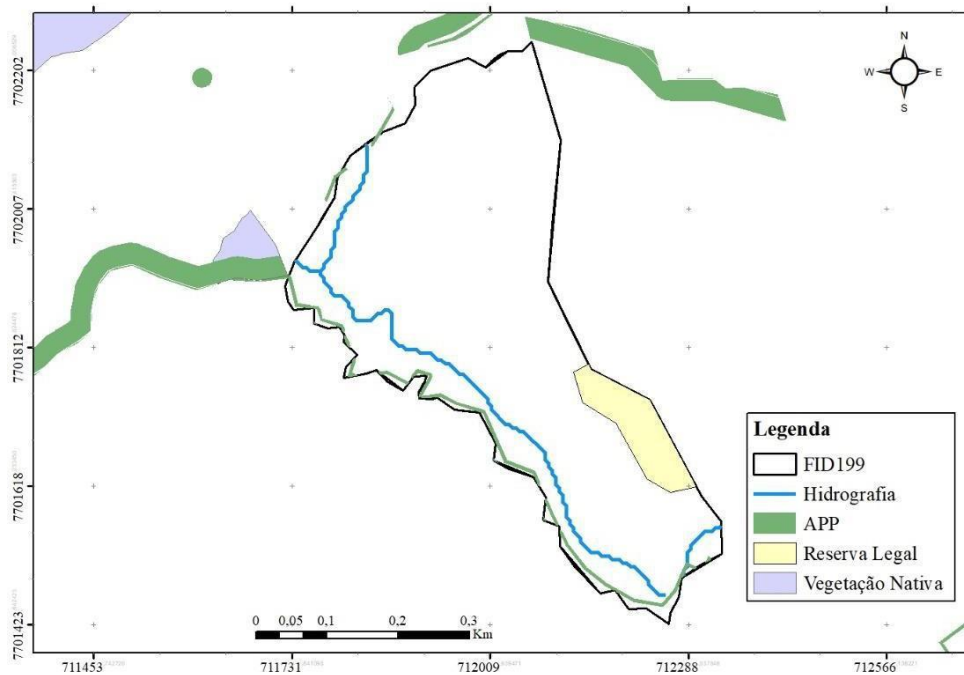 N
W E
S
7702202
7702007
7701812
7701618
7701423
Legenda
FID199
Hidrografia
APP
Reserva Legal
Vegetação Nativa
0 0,05 0,1 0,2 0,3
Km
711453 711731 712009 712288 712566